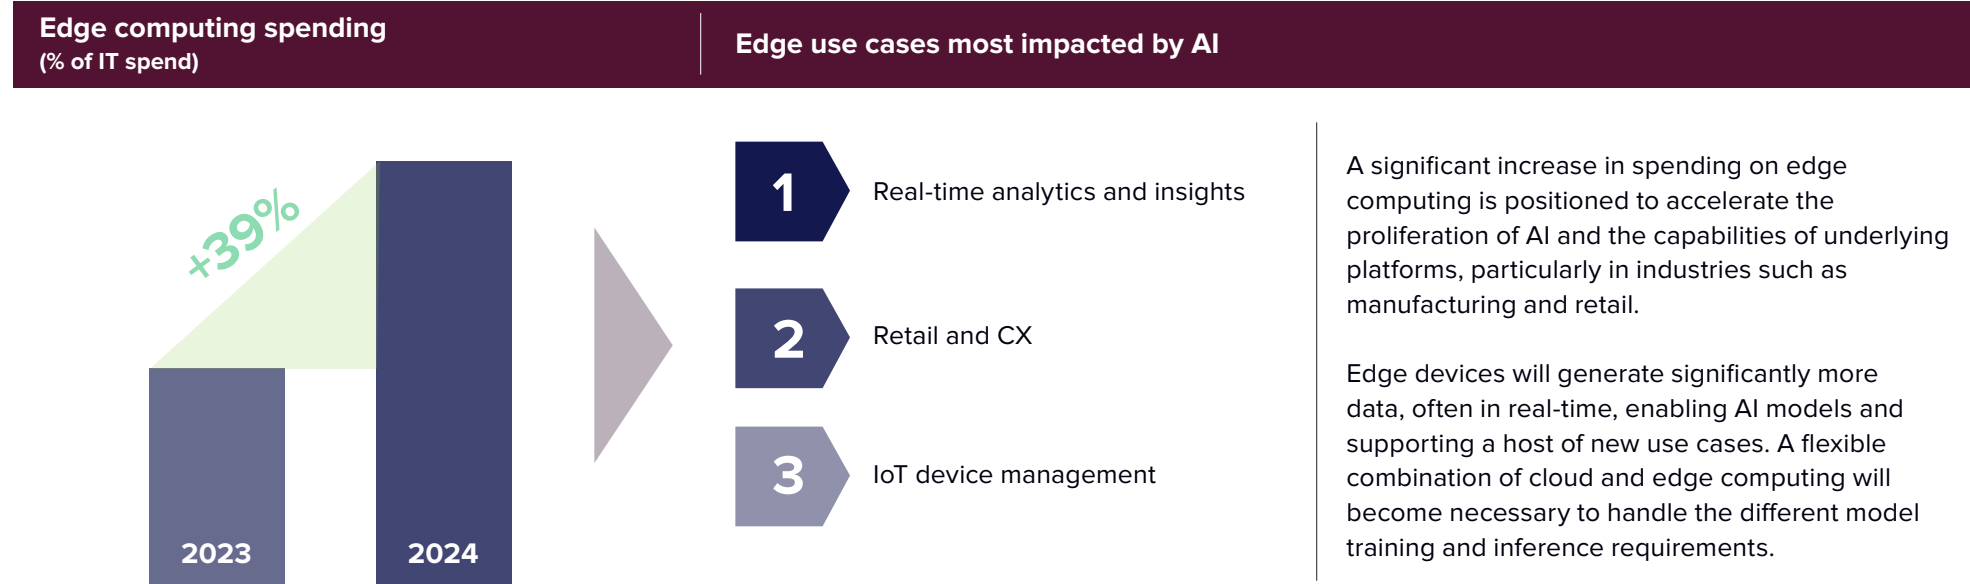 Edge computing spending
(% of IT spend)
Edge use cases most impacted by AI
+39%
2023
2024
1
Real-time analytics and insights
2
Retail and CX
3
IoT device management
A significant increase in spending on edge
computing is positioned to accelerate the
proliferation of AI and the capabilities of underlying
platforms, particularly in industries such as
manufacturing and retail.
Edge devices will generate significantly more
data, often in real-time, enabling AI models and
supporting a host of new use cases. A flexible
combination of cloud and edge computing will
become necessary to handle the different model
training and inference requirements.